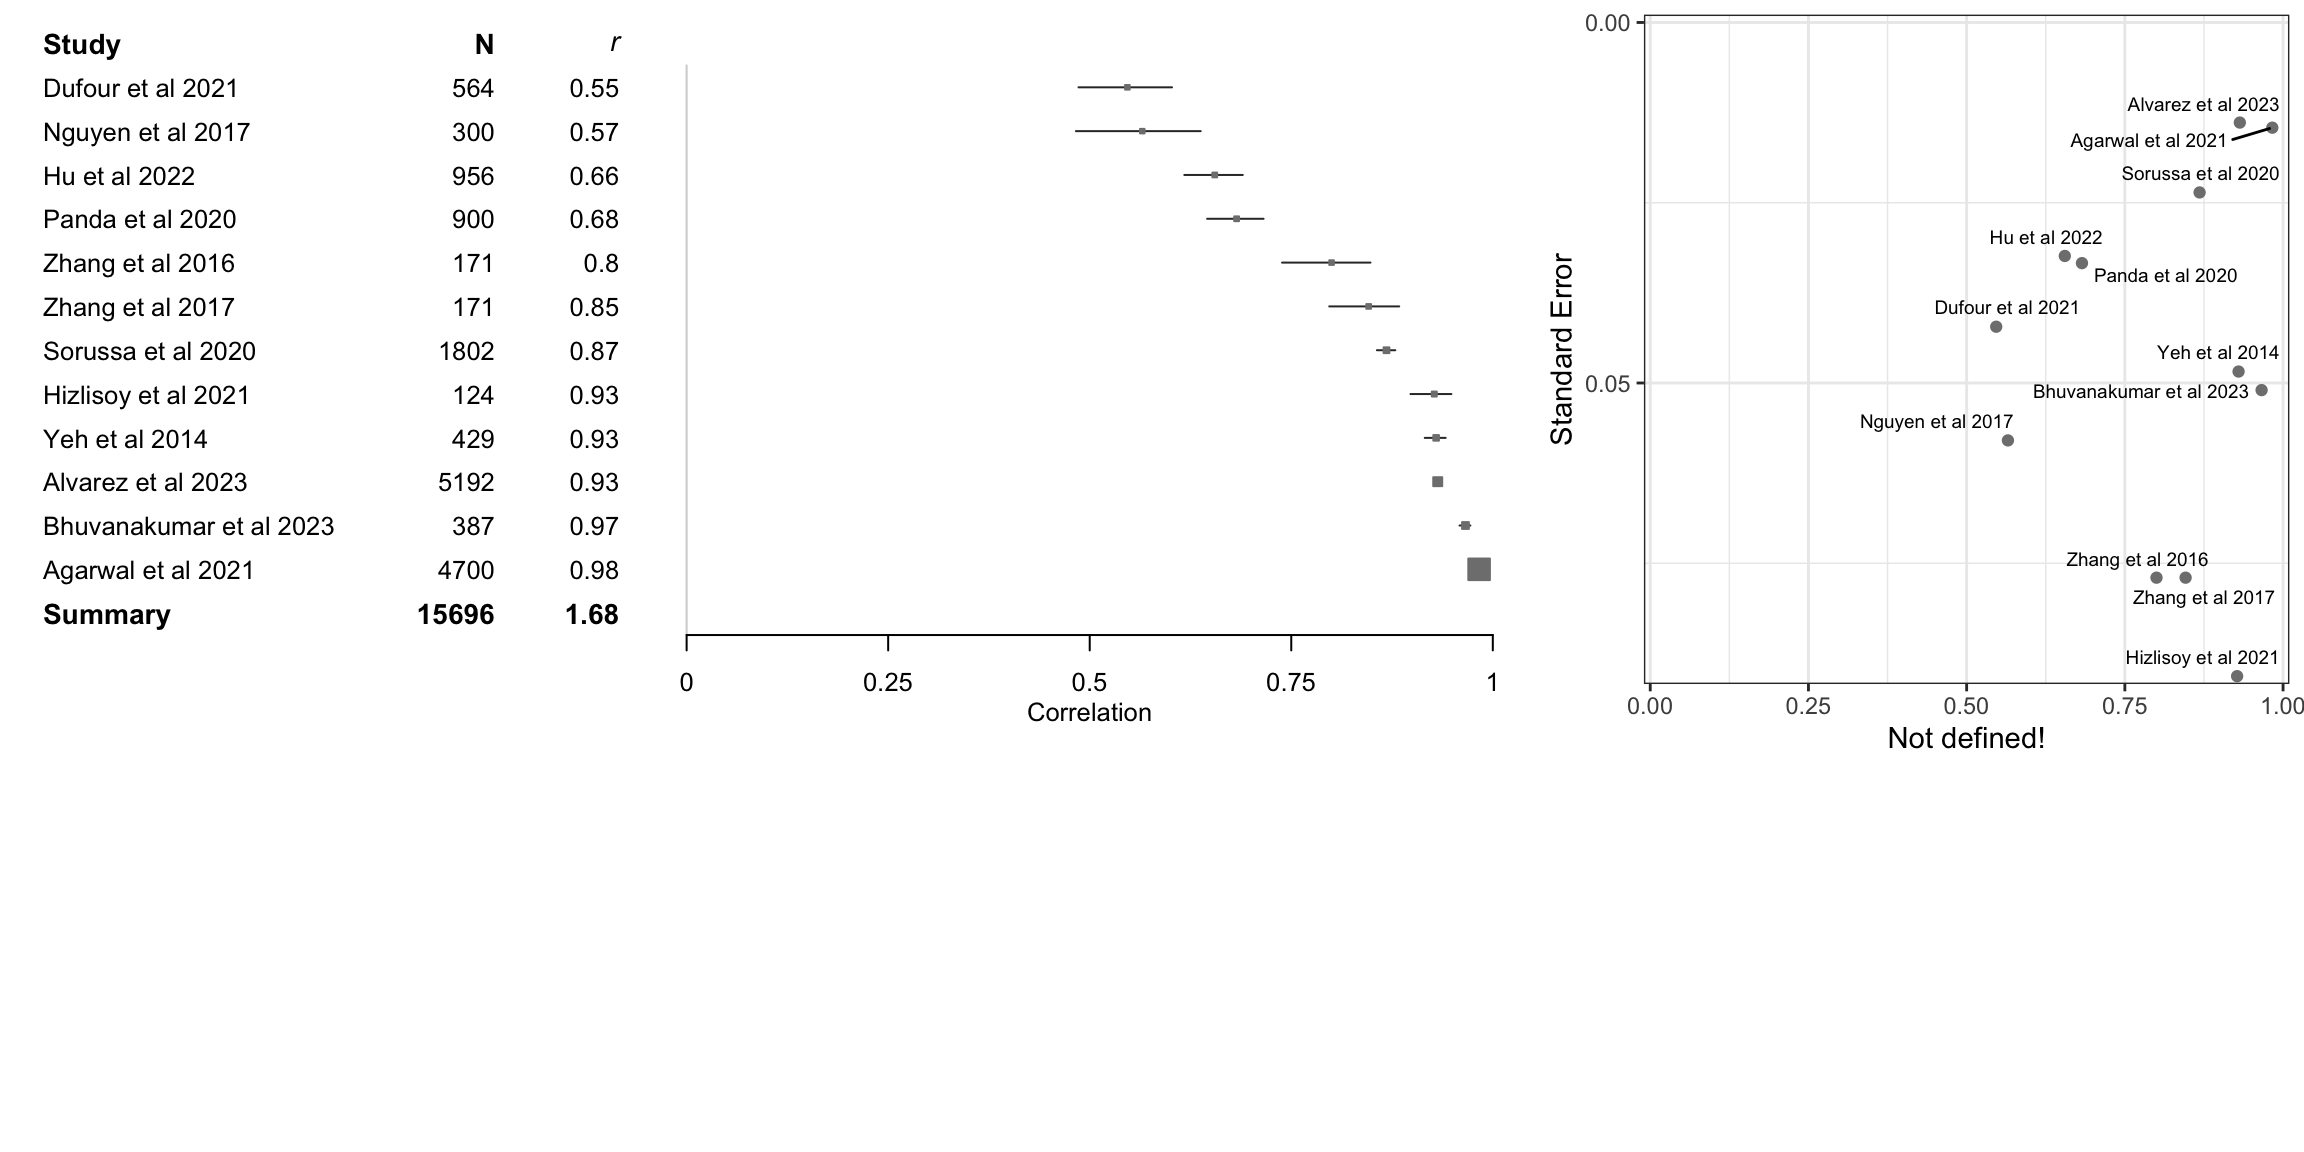 Study N r
Dufour et al 2021 564 0.55
Nguyen et al 2017 300 0.57
Hu et al 2022 956 0.66
Panda et al 2020 900 0.68
Zhang et al 2016 171 0.8
Zhang et al 2017 171 0.85
Sorussa et al 2020 1802 0.87
Hizlisoy et al 2021 124 0.93
Yeh et al 2014 429 0.93
Alvarez et al 2023 5192 0.93
Bhuvanakumar et al 2023 387 0.97
Agarwal et al 2021 4700 0.98
Summary 15696 1.68
0 0.25 0.5 0.75 1
Correlation
Standard Error
0.00
0.05
Alvarez et al 2023
Agarwal et al 2021
Sorussa et al 2020
Hu et al 2022
Panda et al 2020
Dufour et al 2021
Yeh et al 2014
Bhuvanakumar et al 2023
Nguyen et al 2017
Zhang et al 2016
Zhang et al 2017
Hizlisoy et al 2021
0.00 0.25 0.50 0.75 1.00
Not defined!